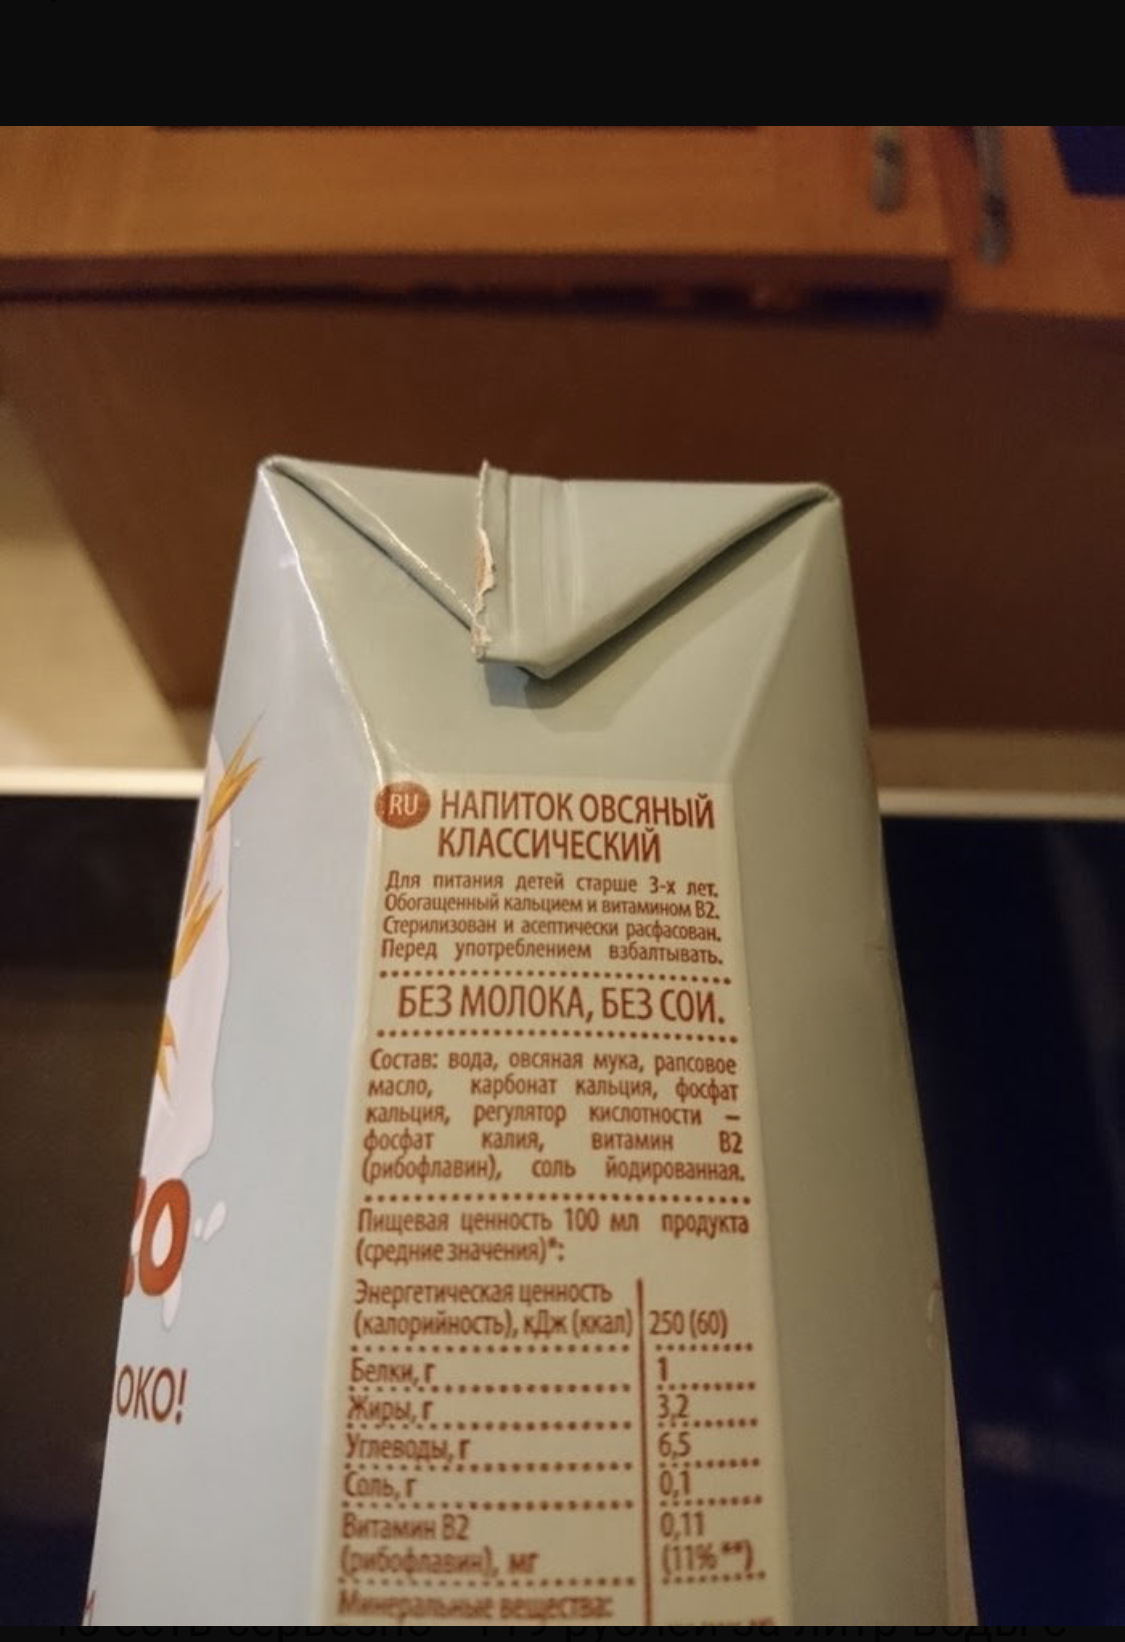 RU НАПИТОК ОВСЯНЫЙ
КЛАССИЧЕСКИЙ
Для питания детей старше 3-х лет.
Обогащенный кальцием и витамином В2.
Стерилизован и асептически расфасован.
Перед употреблением взбалтывать.
БЕЗ МОЛОКА, БЕЗ СОИ.
Состав: вода, овсяная мука, рапсовое
масло, карбонат кальция, фосфат
кальция, регулятор кислотности –
фосфат калия, витамин В2
(рибофлавин), соль йодированная.
Пищевая ценность 100 мл продукта
(средние значения)*:
Энергетическая ценность
(калорийность), кДж (ккал) 250 (60)
Белки, г 1
Жиры, г 3,2
Углеводы, г 6,5
Соль, г 0,1
Витамин В2 0,11
(рибофлавин), мг (11%**)
Минеральные вещества:
ОКО!